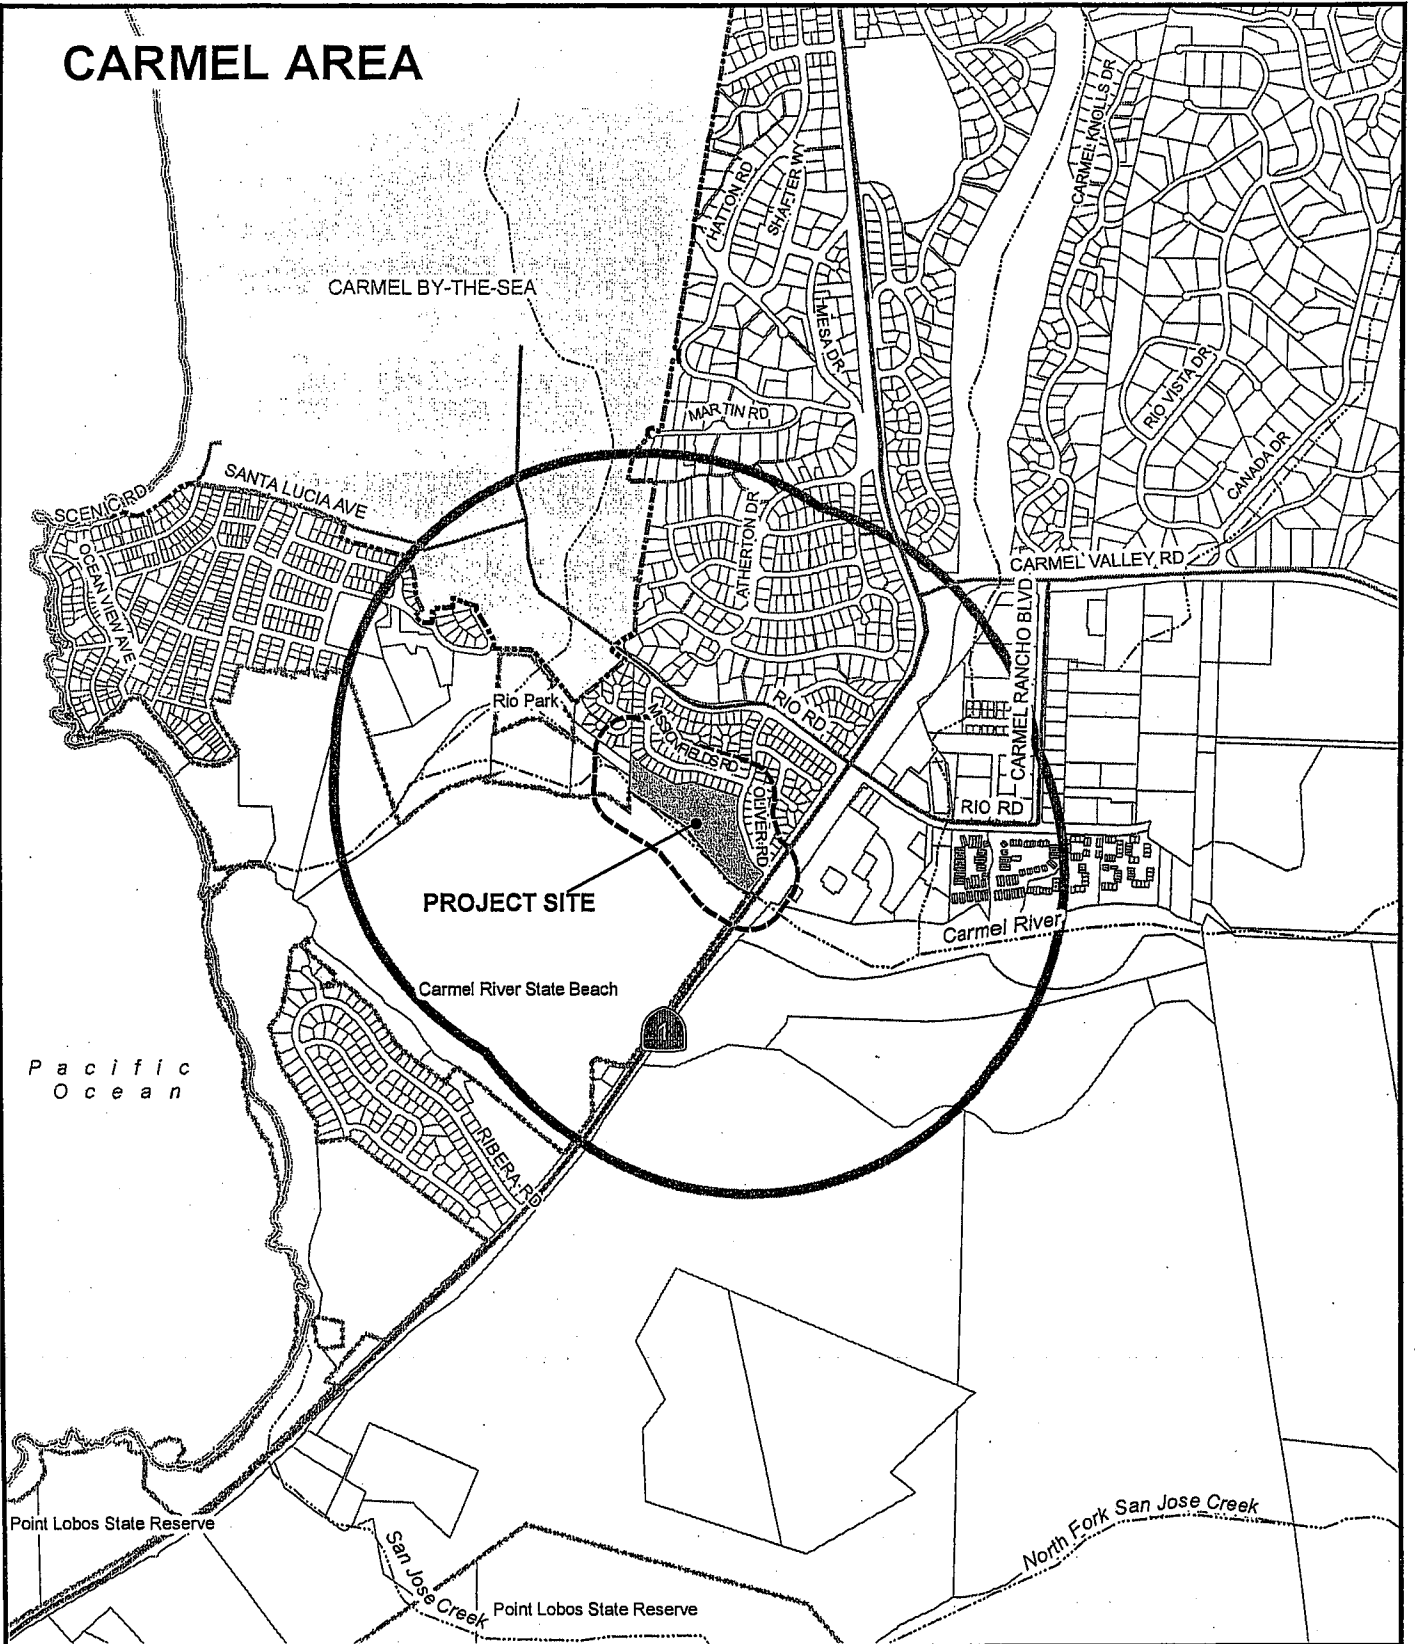 CARMEL AREA
CARMEL KNOLLS DR
HATTON RD
SHAFTER WY
CARMEL BY-THE-SEA
MESA DR
RIO VISTA DR
MARTIN RD
CANADA DR
SANTA LUCIA AVE
SCENIC RD
OCEAN VIEW AVE
ATHERTON DR
CARMEL VALLEY RD
CARMEL RANCHO BLVD
Rio Park
RIO RD
MISSION FIELDS RD
OLIVER RD
RIO RD
PROJECT SITE
Carmel River
Carmel River State Beach
1
Pacific
Ocean
RIBERA RD
Point Lobos State Reserve
San Jose Creek
North Fork San Jose Creek
Point Lobos State Reserve